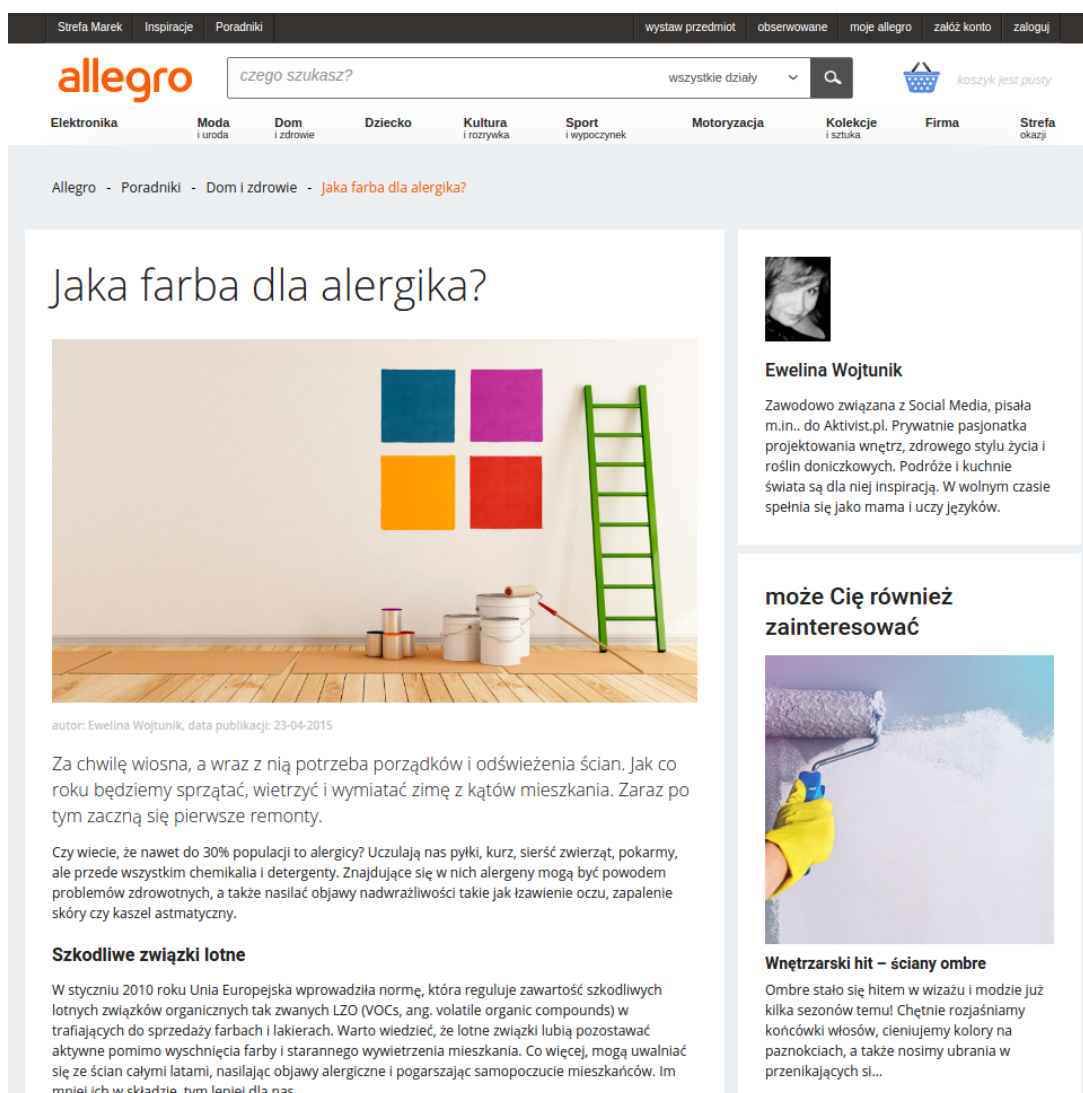 Strefa Marek Inspiracje Poradniki wystaw przedmiot obserwowane moje allegro załóż konto zaloguj
allegro czego szukasz? wszystkie działy koszyk jest pusty
Elektronika Moda i uroda Dom i zdrowie Dziecko Kultura i rozrywka Sport i wypoczynek Motoryzacja Kolekcje i sztuka Firma Strefa okazji
Allegro - Poradniki - Dom i zdrowie - Jaka farba dla alergika?
Jaka farba dla alergika?
autor: Ewelina Wojtunik, data publikacji: 23-04-2015
Za chwilę wiosna, a wraz z nią potrzeba porządków i odświeżenia ścian. Jak co
roku będziemy sprzątać, wietrzyć i wymiatać zimę z kątów mieszkania. Zaraz po
tym zaczną się pierwsze remonty.
Czy wiecie, że nawet do 30% populacji to alergicy? Uczulają nas pyłki, kurz, sierść zwierząt, pokarmy,
ale przede wszystkim chemikalia i detergenty. Znajdujące się w nich alergeny mogą być powodem
problemów zdrowotnych, a także nasilać objawy nadwrażliwości takie jak łzawienie oczu, zapalenie
skóry czy kaszel astmatyczny.
Szkodliwe związki lotne
W styczniu 2010 roku Unia Europejska wprowadziła normę, która reguluje zawartość szkodliwych
lotnych związków organicznych tak zwanych LZO (VOCs, ang. volatile organic compounds) w
trafiających do sprzedaży farbach i lakierach. Warto wiedzieć, że lotne związki lubią pozostawać
aktywne pomimo wyschnięcia farby i starannego wywietrzenia mieszkania. Co więcej, mogą uwalniać
się ze ścian całymi latami, nasilając objawy alergiczne i pogarszając samopoczucie mieszkańców. Im
mniej ich w składzie, tym lepiej dla nas.
Ewelina Wojtunik
Zawodowo związana z Social Media, pisała
m.in.. do Aktivist.pl. Prywatnie pasjonatka
projektowania wnętrz, zdrowego stylu życia i
roślin doniczkowych. Podróże i kuchnie
świata są dla niej inspiracją. W wolnym czasie
spełnia się jako mama i uczy języków.
może Cię również
zainteresować
Wnętrzarski hit – ściany ombre
Ombre stało się hitem w wizażu i modzie już
kilka sezonów temu! Chętnie rozjaśniamy
końcówki włosów, cieniujemy kolory na
paznokciach, a także nosimy ubrania w
przenikających si...